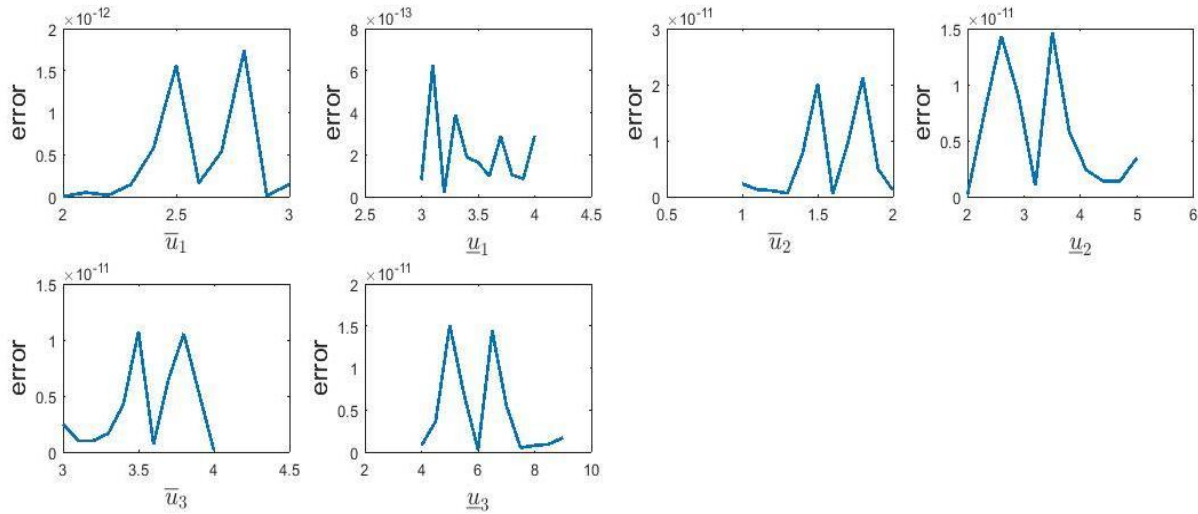 ×10⁻¹² ×10⁻¹³ ×10⁻¹¹ ×10⁻¹¹
error 2 1.5 1 0.5 0
error 8 6 4 2 0
error 3 2 1 0
error 1.5 1 0.5 0
2 2.5 3
2.5 3 3.5 4 4.5
0.5 1 1.5 2
2 3 4 5 6
u̅₁ u̲₁ u̅₂ u̲₂
×10⁻¹¹ ×10⁻¹¹
error 1.5 1 0.5 0
error 2 1.5 1 0.5 0
3 3.5 4 4.5
2 4 6 8 10
u̅₃ u̲₃